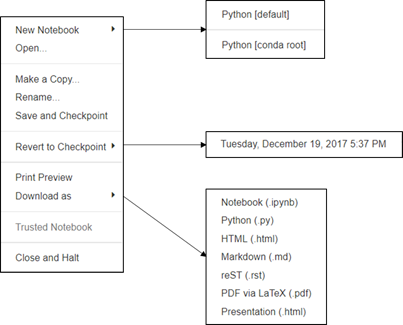 New Notebook
Open...
Make a Copy...
Rename...
Save and Checkpoint
Revert to Checkpoint
Print Preview
Download as
Trusted Notebook
Close and Halt
Python [default]
Python [conda root]
Tuesday, December 19, 2017 5:37 PM
Notebook (.ipynb)
Python (.py)
HTML (.html)
Markdown (.md)
reST (.rst)
PDF via LaTeX (.pdf)
Presentation (.html)